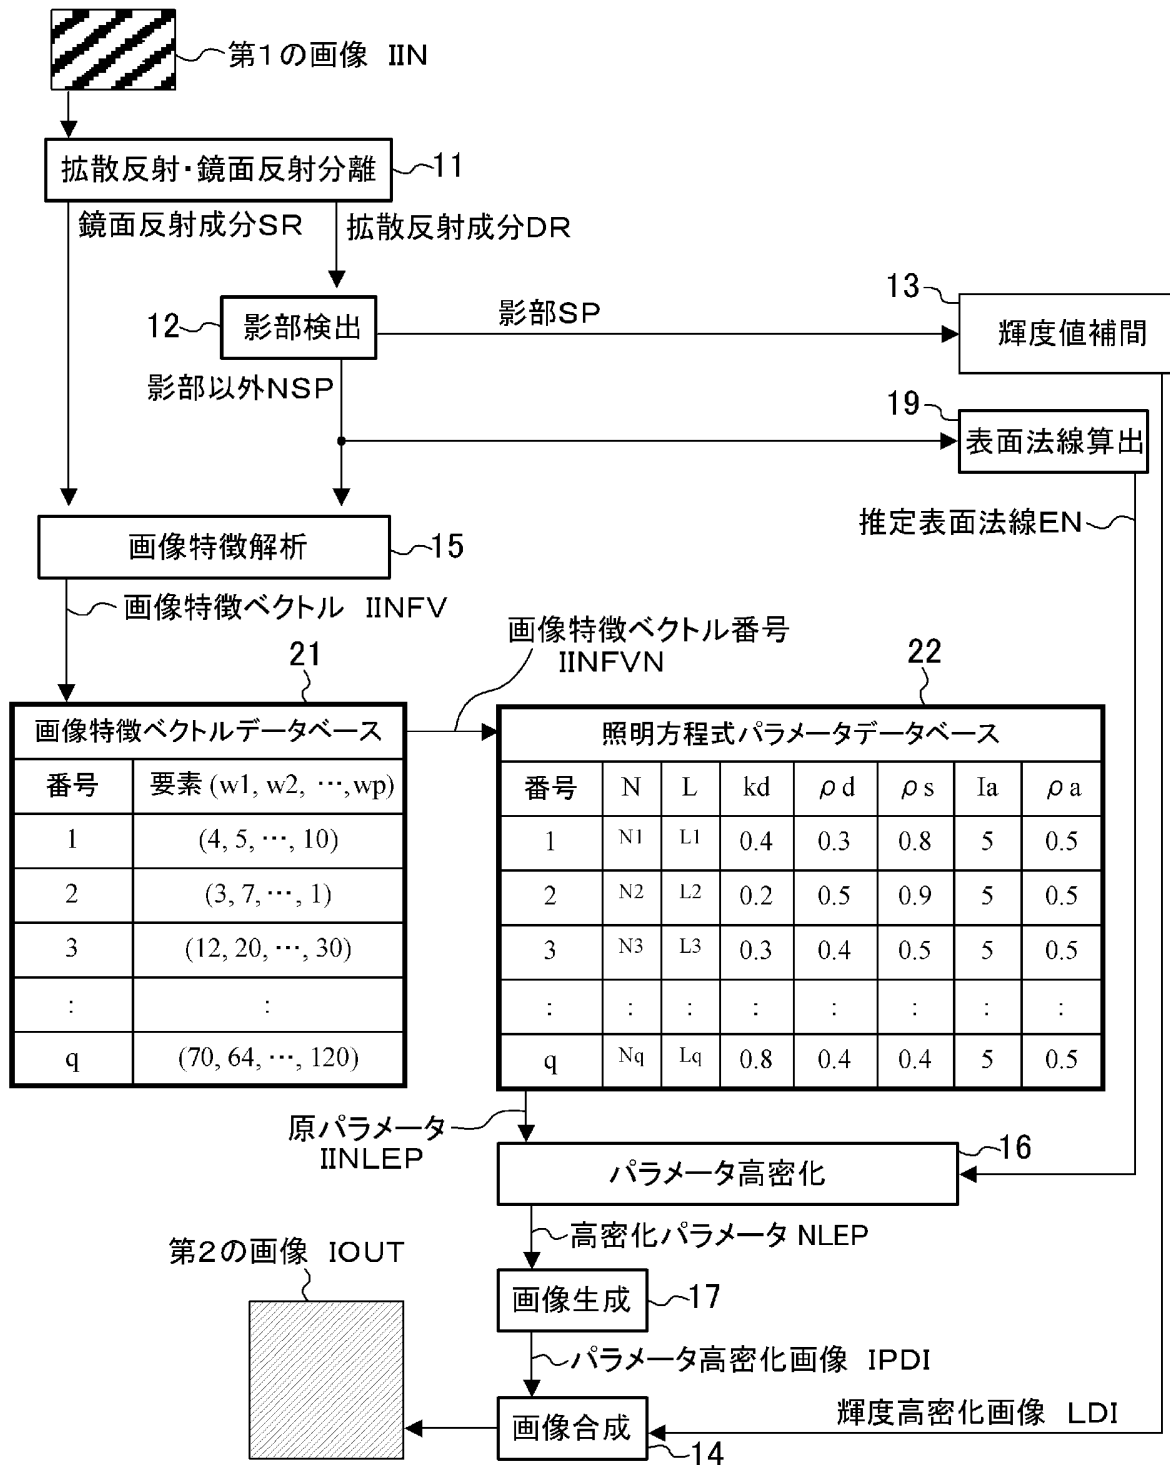 第1の画像 IIN
拡散反射・鏡面反射分離
11
鏡面反射成分SR
拡散反射成分DR
12
影部検出
影部SP
13
輝度値補間
影部以外NSP
19
表面法線算出
推定表面法線EN
画像特徴解析
15
画像特徴ベクトル IINFV
画像特徴ベクトル番号
IINFVN
21
22
画像特徴ベクトルデータベース
番号 要素 (w1, w2, …,wp)
1 (4, 5, …, 10)
2 (3, 7, …, 1)
3 (12, 20, …, 30)
: :
q (70, 64, …, 120)
照明方程式パラメータデータベース
番号 N L kd ρd ρs Ia ρa
1 N1 L1 0.4 0.3 0.8 5 0.5
2 N2 L2 0.2 0.5 0.9 5 0.5
3 N3 L3 0.3 0.4 0.5 5 0.5
: : : : : : : :
q Nq Lq 0.8 0.4 0.4 5 0.5
原パラメータ
IINLEP
パラメータ高密化
16
高密化パラメータ NLEP
第2の画像 IOUT
画像生成
17
パラメータ高密化画像 IPDI
画像合成
14
輝度高密化画像 LDI